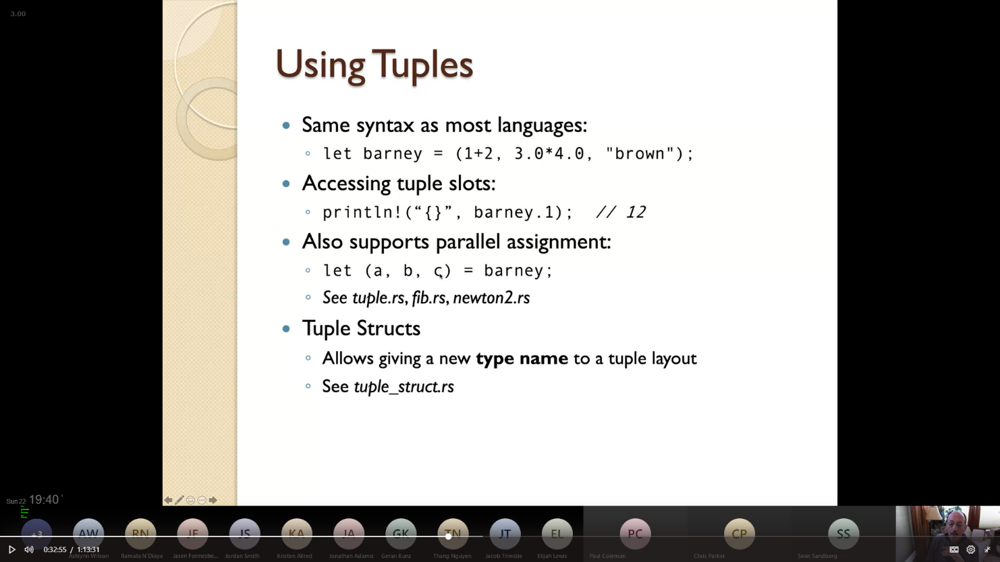 3.00
Using Tuples
Same syntax as most languages:
let barney = (1+2, 3.0*4.0, "brown");
Accessing tuple slots:
println!(“{}”, barney.1); // 12
Also supports parallel assignment:
let (a, b, c) = barney;
See tuple.rs, fib.rs, newton2.rs
Tuple Structs
Allows giving a new type name to a tuple layout
See tuple_struct.rs
Sun 22 19:40
+3 AW RN JF JS KA JA GK TN JT EL PC CP SS
0:32:55 / 1:13:31
Ashlynn Wilson Ramata N'Diaye Jasen Fonnesbe... Jordan Smith Kristen Allred Jonathan Adamic Geran Kunz Thang Nguyen Jacob Trimble Elijah Lewis Paul Coleman Chris Parker Sean Sandberg